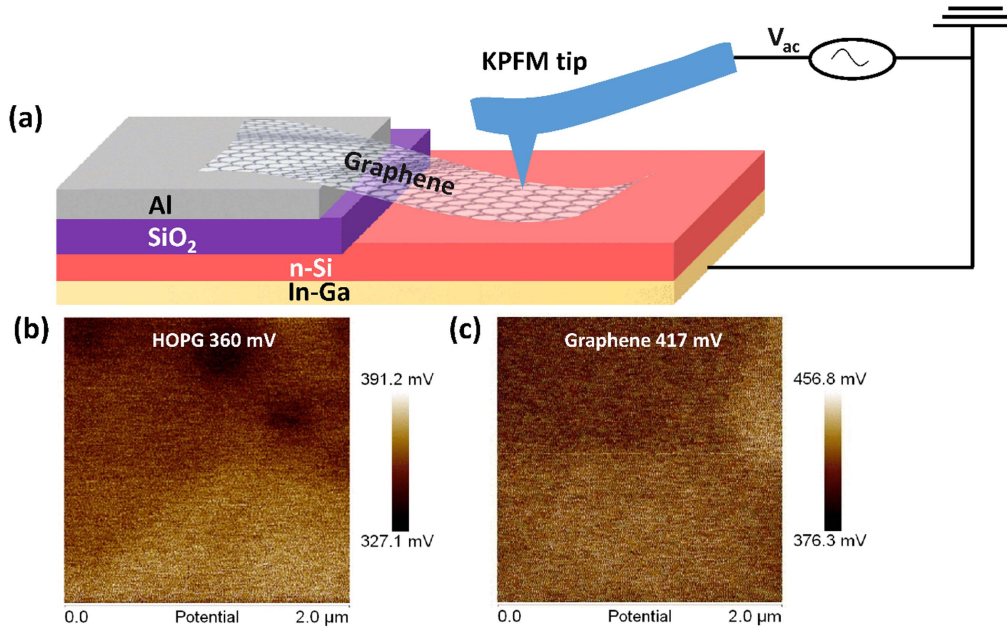 V_ac
KPFM tip
(a)
Graphene
Al
SiO₂
n-Si
In-Ga
(b)
HOPG 360 mV
391.2 mV
327.1 mV
0.0 Potential 2.0 µm
(c)
Graphene 417 mV
456.8 mV
376.3 mV
0.0 Potential 2.0 µm